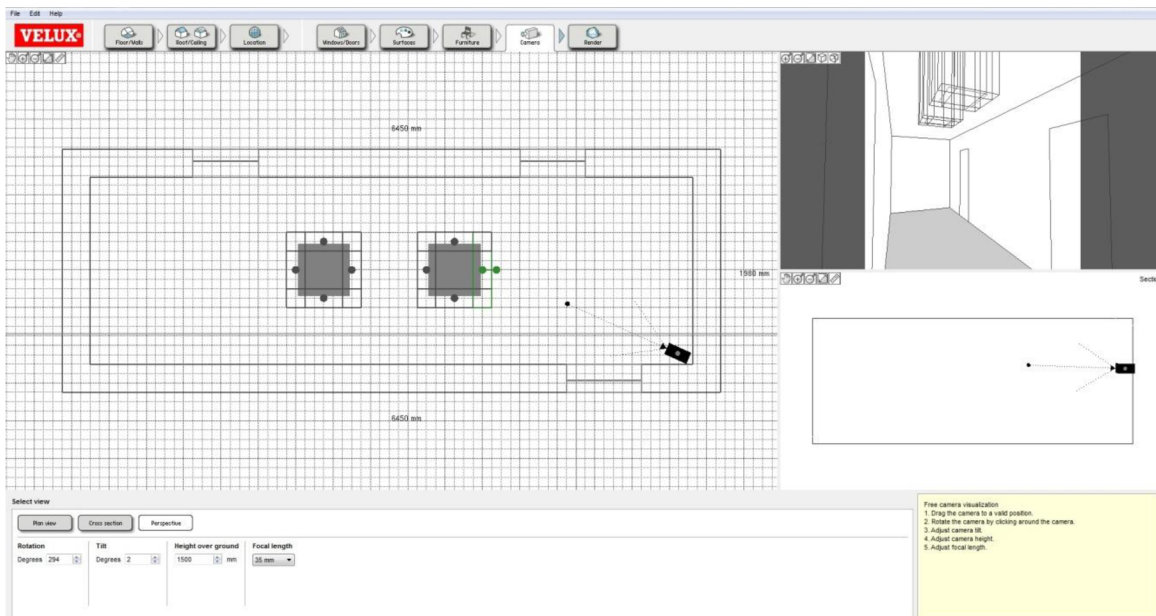 File Edit Help
VELUX®
Floor/Walls Roof/Ceiling Location Windows/Doors Surfaces Furniture Camera Render
6450 mm
1980 mm
6450 mm
Sectio
Select view
Plan view Cross section Perspective
Rotation Tilt Height over ground Focal length
Degrees 294 Degrees 2 1500 mm 35 mm
Free camera visualization
1. Drag the camera to a valid position.
2. Rotate the camera by clicking around the camera.
3. Adjust camera tilt.
4. Adjust camera height.
5. Adjust focal length.